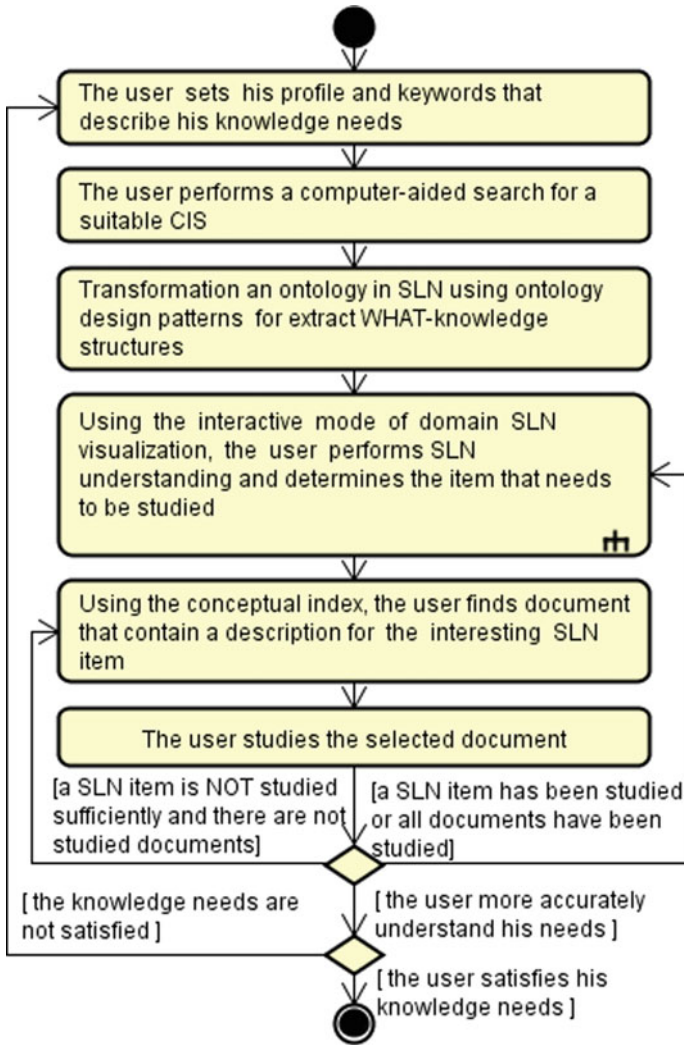 The user sets his profile and keywords that
describe his knowledge needs
The user performs a computer-aided search for a
suitable CIS
Transformation an ontology in SLN using ontology
design patterns for extract WHAT-knowledge
structures
Using the interactive mode of domain SLN
visualization, the user performs SLN
understanding and determines the item that needs
to be studied
Using the conceptual index, the user finds document
that contain a description for the interesting SLN
item
The user studies the selected document
[a SLN item is NOT studied
sufficiently and there are not
studied documents]
[a SLN item has been studied
or all documents have been
studied]
[ the knowledge needs are
not satisfied ]
[ the user more accurately
understand his needs ]
[ the user satisfies his
knowledge needs ]